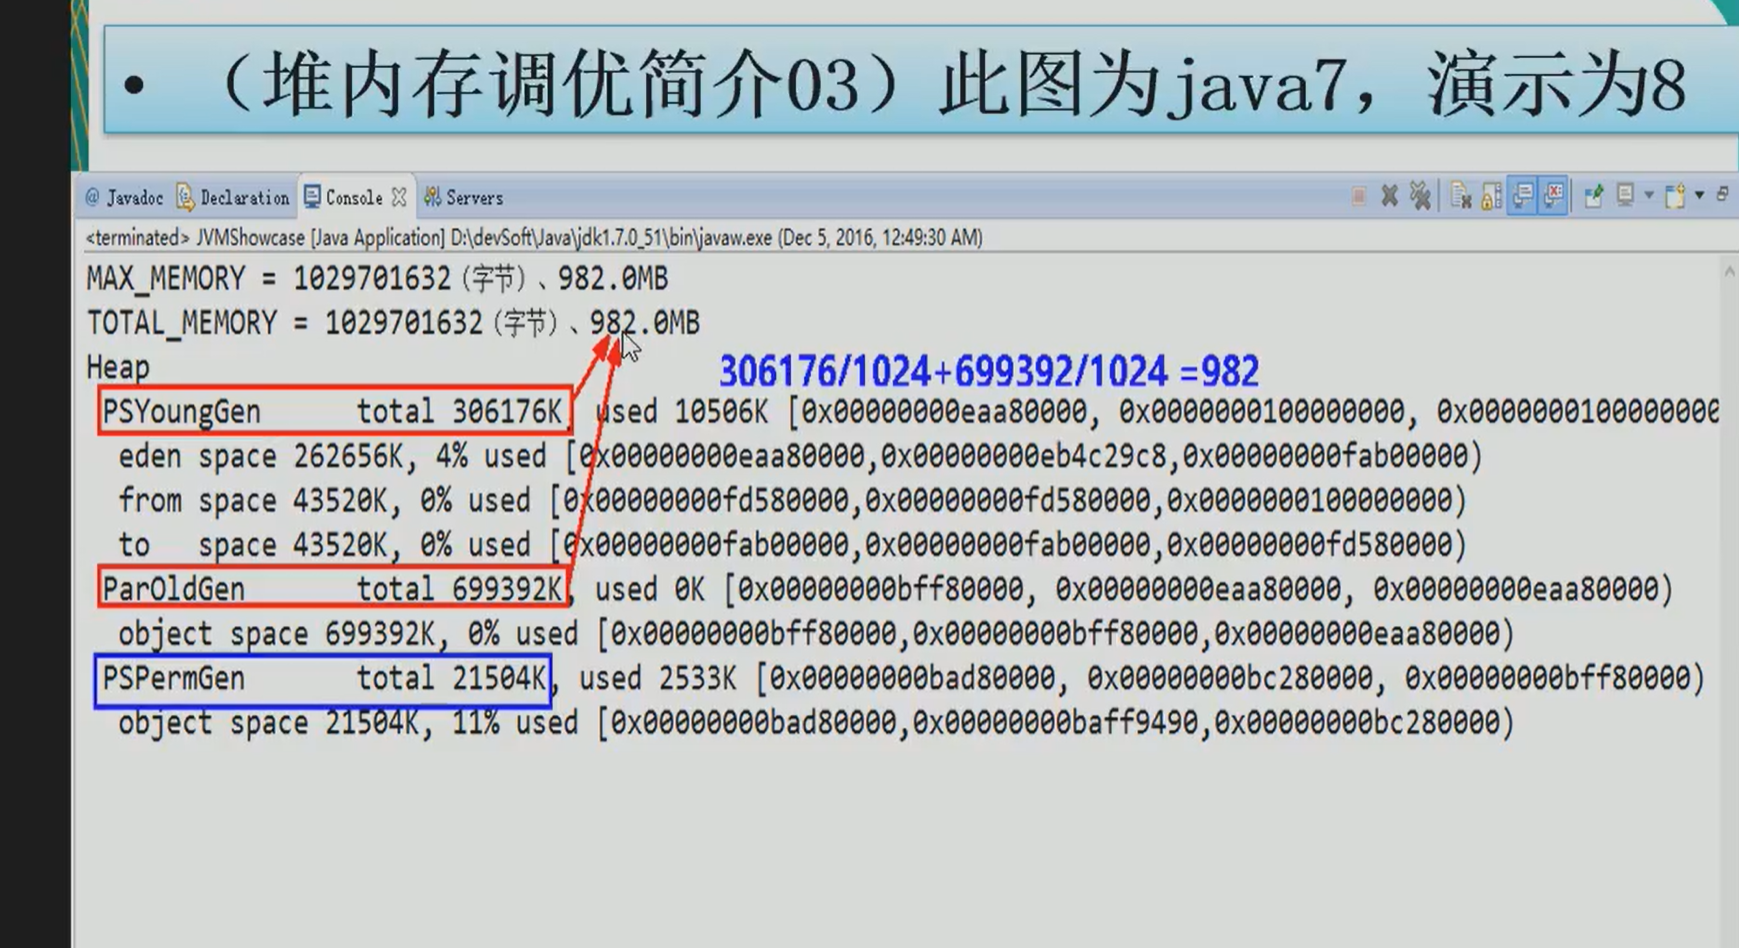 • （堆内存调优简介03）此图为java7，演示为8
@ Javadoc Declaration Console Servers
<terminated> JVMShowcase [Java Application] D:\devSoft\Java\jdk1.7.0_51\bin\javaw.exe (Dec 5, 2016, 12:49:30 AM)
MAX_MEMORY = 1029701632（字节）、982.0MB
TOTAL_MEMORY = 1029701632（字节）、982.0MB
Heap
306176/1024+699392/1024 =982
PSYoungGen total 306176K, used 10506K [0x00000000eaa80000, 0x0000000100000000, 0x0000000100000000
eden space 262656K, 4% used [0x00000000eaa80000,0x00000000eb4c29c8,0x00000000fab00000)
from space 43520K, 0% used [0x00000000fd580000,0x00000000fd580000,0x0000000100000000)
to space 43520K, 0% used [0x00000000fab00000,0x00000000fab00000,0x00000000fd580000)
ParOldGen total 699392K, used 0K [0x00000000bff80000, 0x00000000eaa80000, 0x00000000eaa80000)
object space 699392K, 0% used [0x00000000bff80000,0x00000000bff80000,0x00000000eaa80000)
PSPermGen total 21504K, used 2533K [0x00000000bad80000, 0x00000000bc280000, 0x00000000bff80000)
object space 21504K, 11% used [0x00000000bad80000,0x00000000baff9490,0x00000000bc280000)